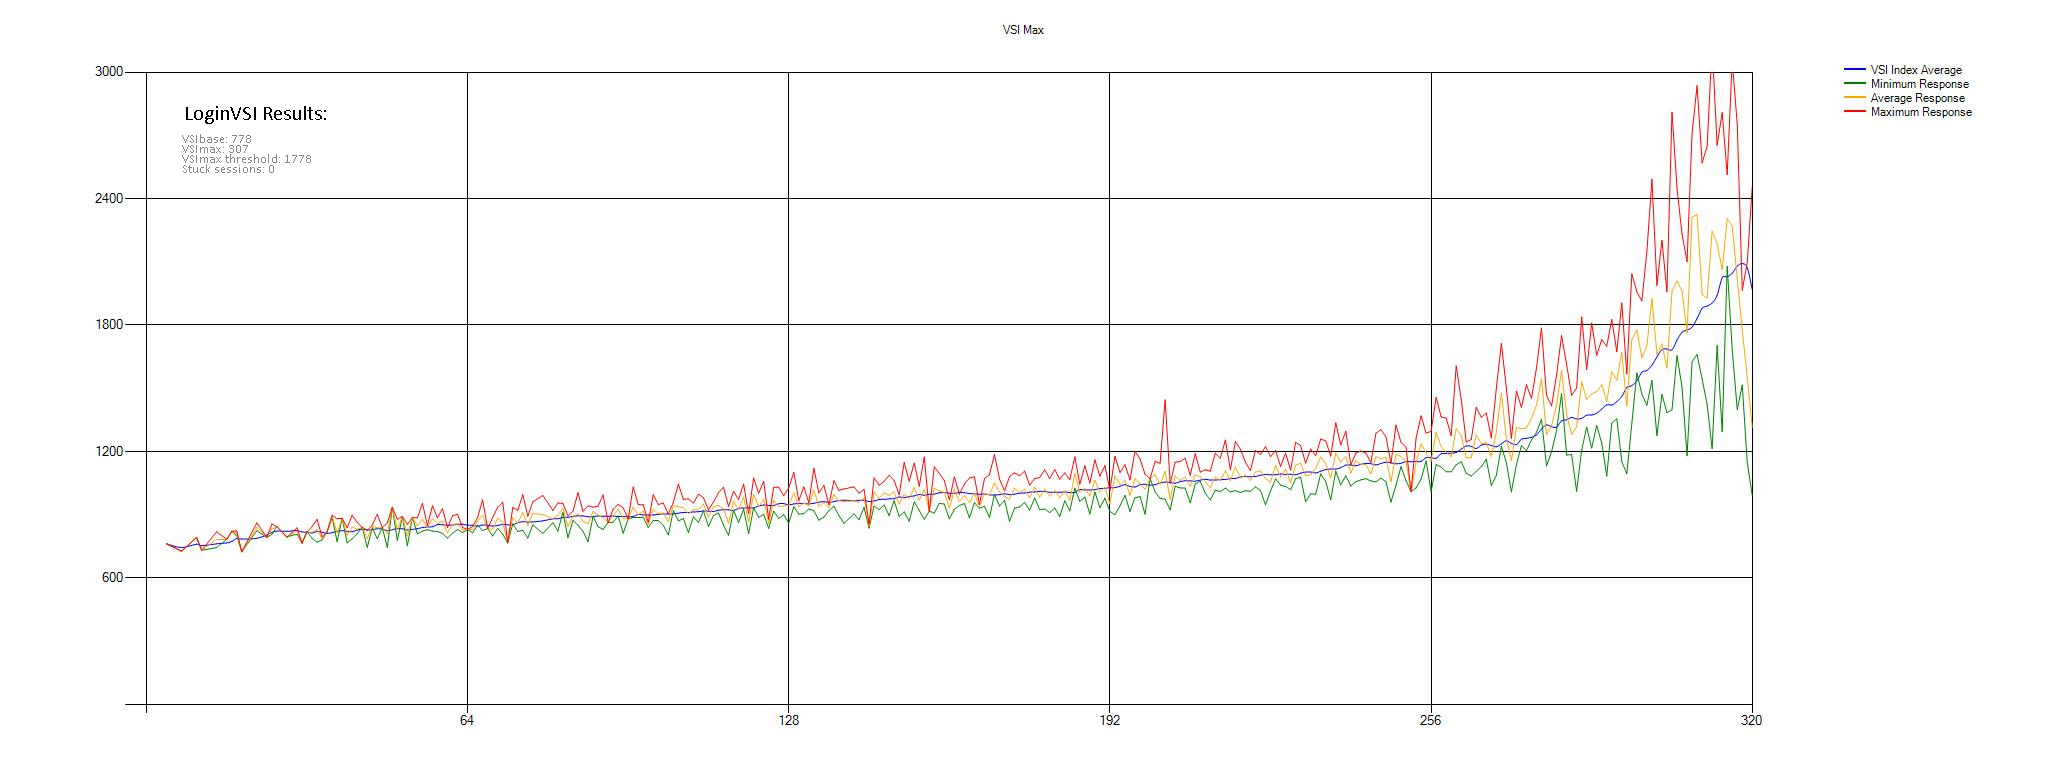 VSI Max
3000
2400
1800
1200
600
LoginVSI Results:
VSIbase: 778
VSImax: 307
VSImax threshold: 1778
Stuck sessions: 0
64
128
192
256
320
VSI Index Average
Minimum Response
Average Response
Maximum Response